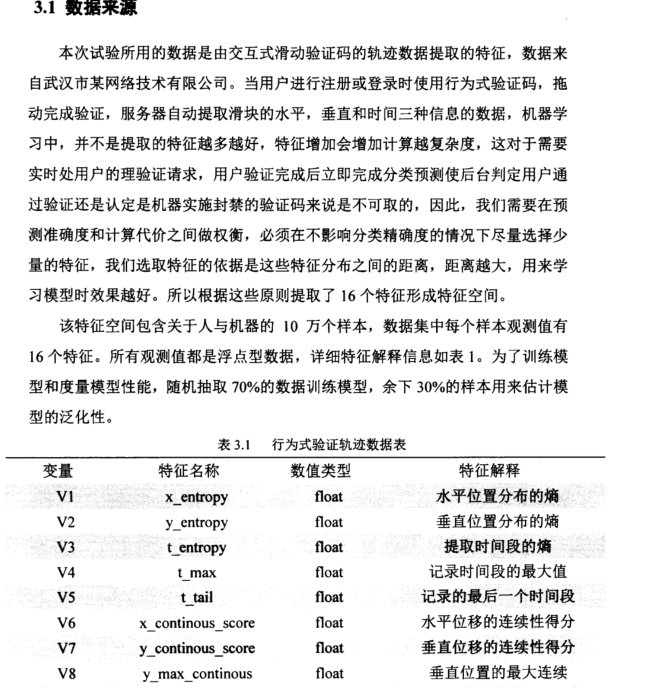 3.1 数据来源
本次试验所用的数据是由交互式滑动验证码的轨迹数据提取的特征，数据来
自武汉市某网络技术有限公司。当用户进行注册或登录时使用行为式验证码，拖
动完成验证，服务器自动提取滑块的水平，垂直和时间三种信息的数据，机器学
习中，并不是提取的特征越多越好，特征增加会增加计算越复杂度，这对于需要
实时处用户的理验证请求，用户验证完成后立即完成分类预测使后台判定用户通
过验证还是认定是机器实施封禁的验证码来说是不可取的，因此，我们需要在预
测准确度和计算代价之间做权衡，必须在不影响分类精确度的情况下尽量选择少
量的特征，我们选取特征的依据是这些特征分布之间的距离，距离越大，用来学
习模型时效果越好。所以根据这些原则提取了 16 个特征形成特征空间。
该特征空间包含关于人与机器的 10 万个样本，数据集中每个样本观测值有
16 个特征。所有观测值都是浮点型数据，详细特征解释信息如表 1。为了训练模
型和度量模型性能，随机抽取 70%的数据训练模型，余下 30%的样本用来估计模
型的泛化性。
表 3.1 行为式验证轨迹数据表
变量 特征名称 数值类型 特征解释
V1 x_entropy float 水平位置分布的熵
V2 y_entropy float 垂直位置分布的熵
V3 t_entropy float 提取时间段的熵
V4 t_max float 记录时间段的最大值
V5 t_tail float 记录的最后一个时间段
V6 x_continous_score float 水平位移的连续性得分
V7 y_continous_score float 垂直位移的连续性得分
V8 y_max_continous float 垂直位置的最大连续